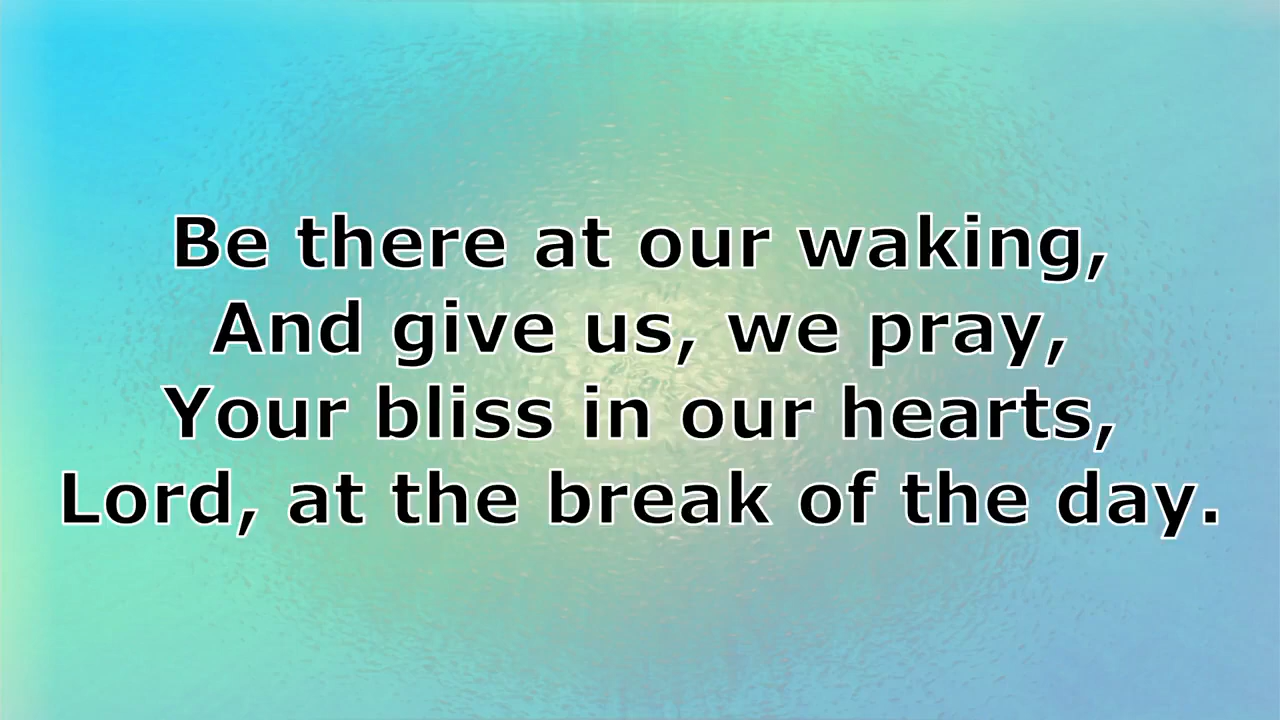 Be there at our waking,
And give us, we pray,
Your bliss in our hearts,
Lord, at the break of the day.